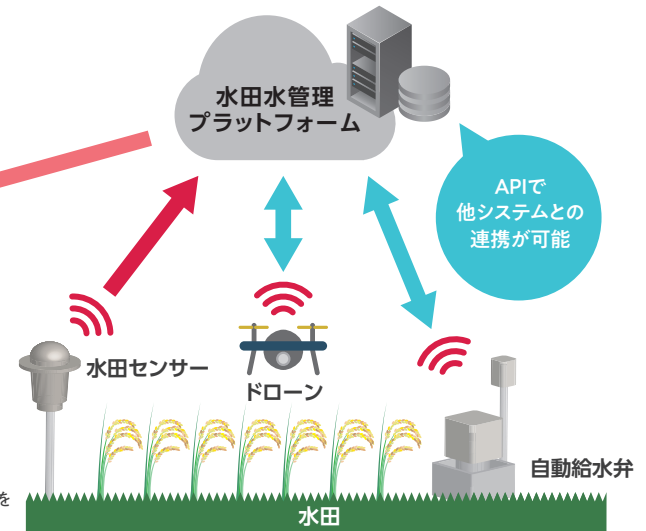 水田水管理
プラットフォーム
APIで
他システムとの
連携が可能
水田センサー
ドローン
自動給水弁
を
水田